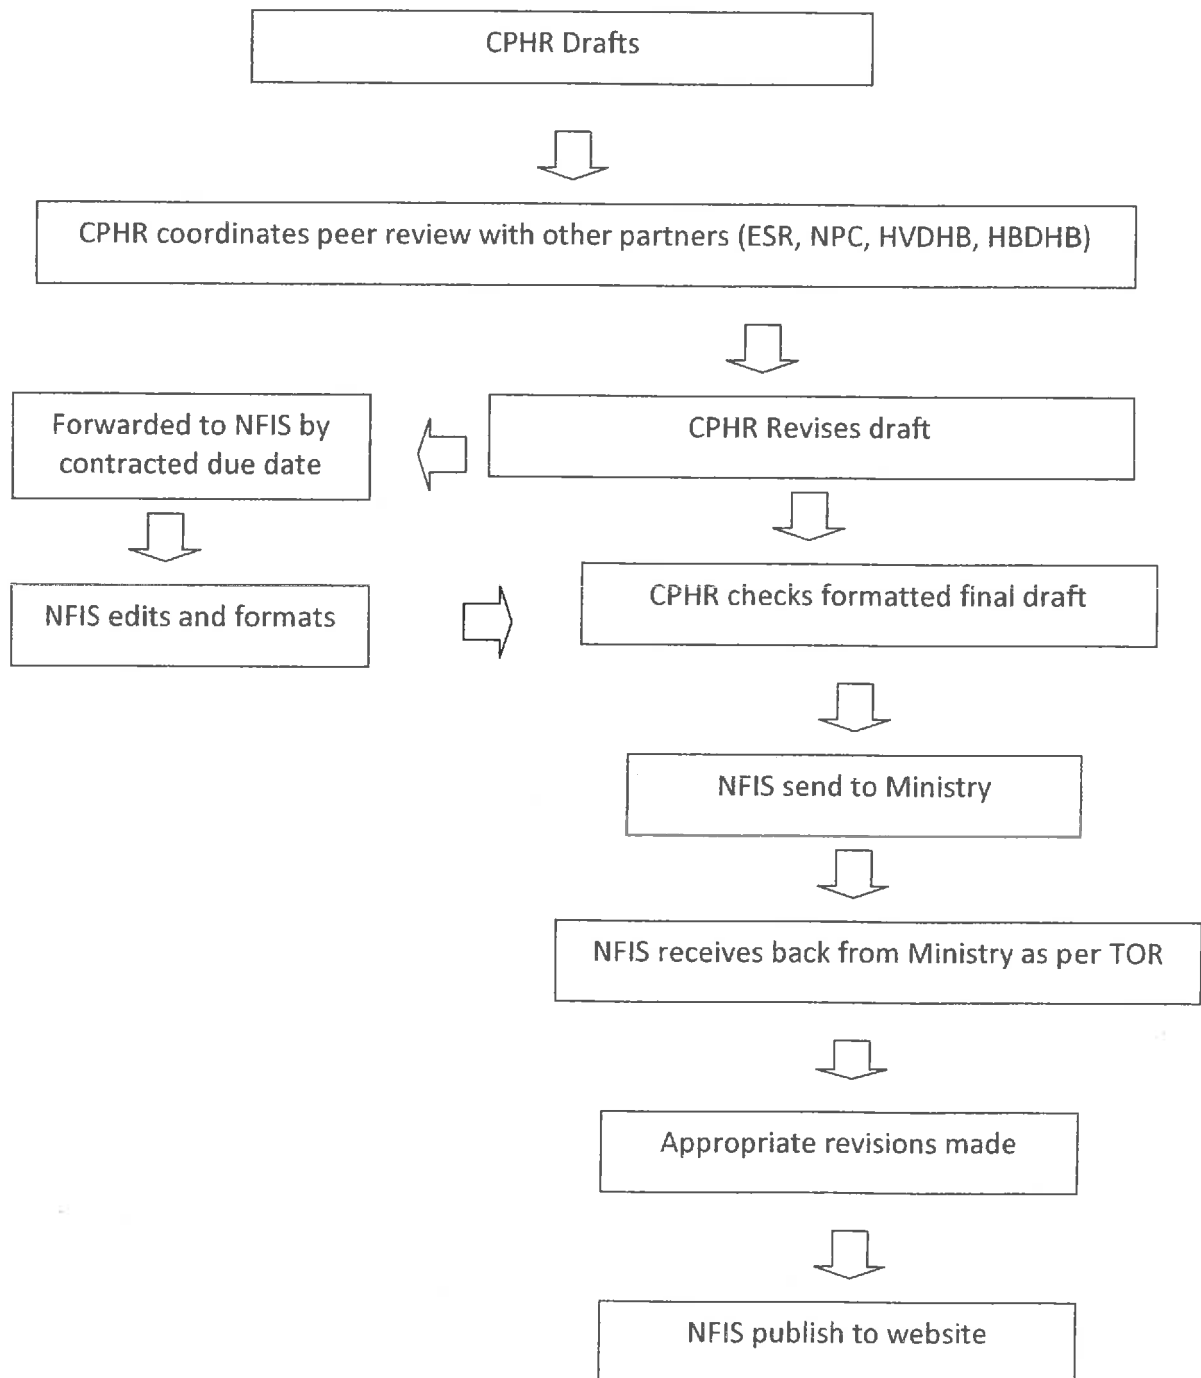 CPHR Drafts
CPHR coordinates peer review with other partners (ESR, NPC, HVDHB, HBDHB)
Forwarded to NFIS by
contracted due date
CPHR Revises draft
NFIS edits and formats
CPHR checks formatted final draft
NFIS send to Ministry
NFIS receives back from Ministry as per TOR
Appropriate revisions made
NFIS publish to website